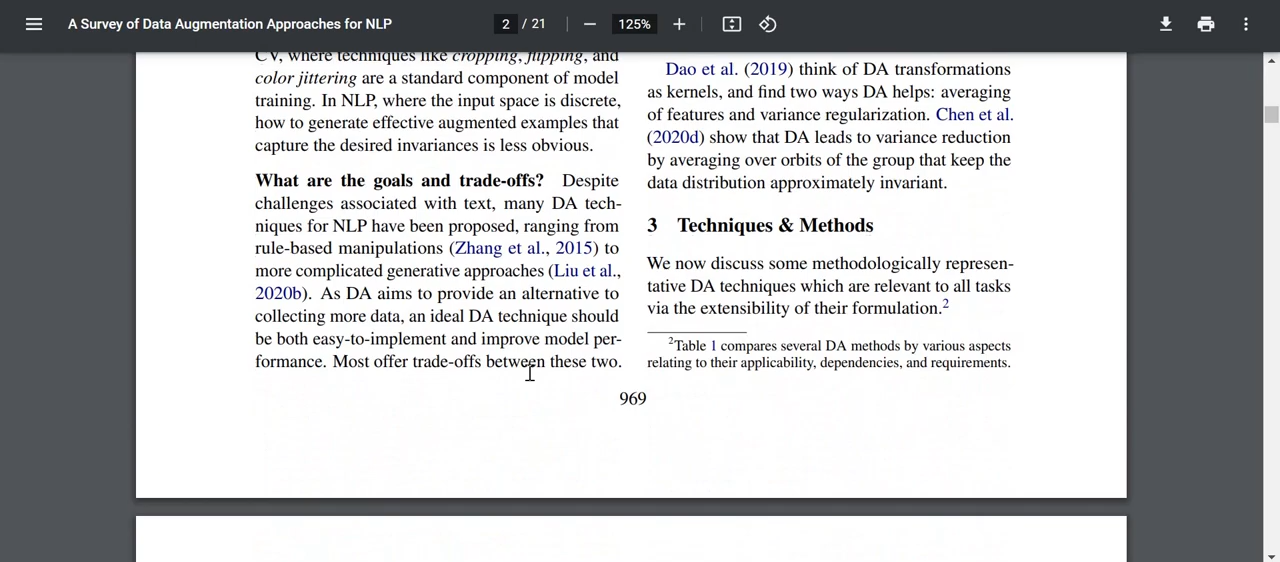 A Survey of Data Augmentation Approaches for NLP
2 / 21
125%
CV, where techniques like cropping, flipping, and
color jittering are a standard component of model
training. In NLP, where the input space is discrete,
how to generate effective augmented examples that
capture the desired invariances is less obvious.
What are the goals and trade-offs? Despite
challenges associated with text, many DA tech-
niques for NLP have been proposed, ranging from
rule-based manipulations (Zhang et al., 2015) to
more complicated generative approaches (Liu et al.,
2020b). As DA aims to provide an alternative to
collecting more data, an ideal DA technique should
be both easy-to-implement and improve model per-
formance. Most offer trade-offs between these two.
Dao et al. (2019) think of DA transformations
as kernels, and find two ways DA helps: averaging
of features and variance regularization. Chen et al.
(2020d) show that DA leads to variance reduction
by averaging over orbits of the group that keep the
data distribution approximately invariant.
3 Techniques & Methods
We now discuss some methodologically represen-
tative DA techniques which are relevant to all tasks
via the extensibility of their formulation.2
2Table 1 compares several DA methods by various aspects
relating to their applicability, dependencies, and requirements.
969